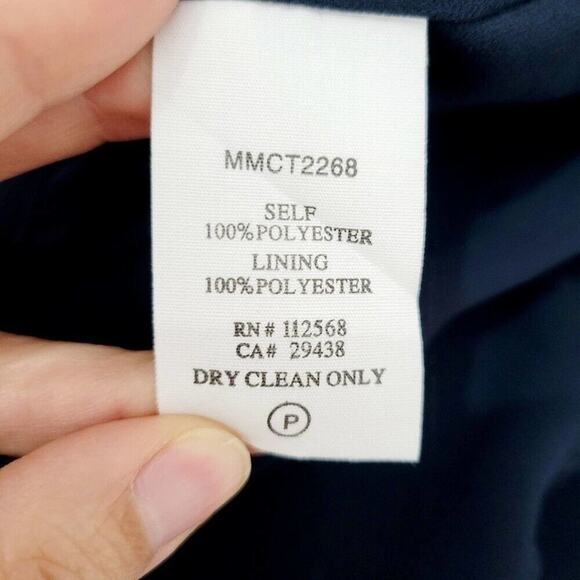 MMCT2268
SELF
100%POLYESTER
LINING
100%POLYESTER
RN# 112568
CA# 29438
DRY CLEAN ONLY
P